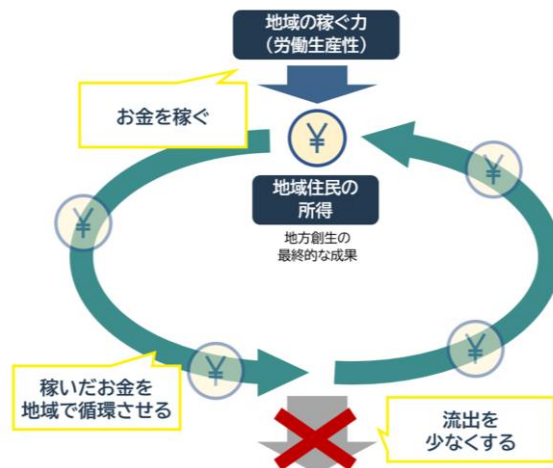 地域の稼ぐ力
（労働生産性）
お金を稼ぐ
¥
地域住民の
所得
地方創生の
最終的な成果
¥
¥
¥
¥
稼いだお金を
地域で循環させる
流出を
少なくする